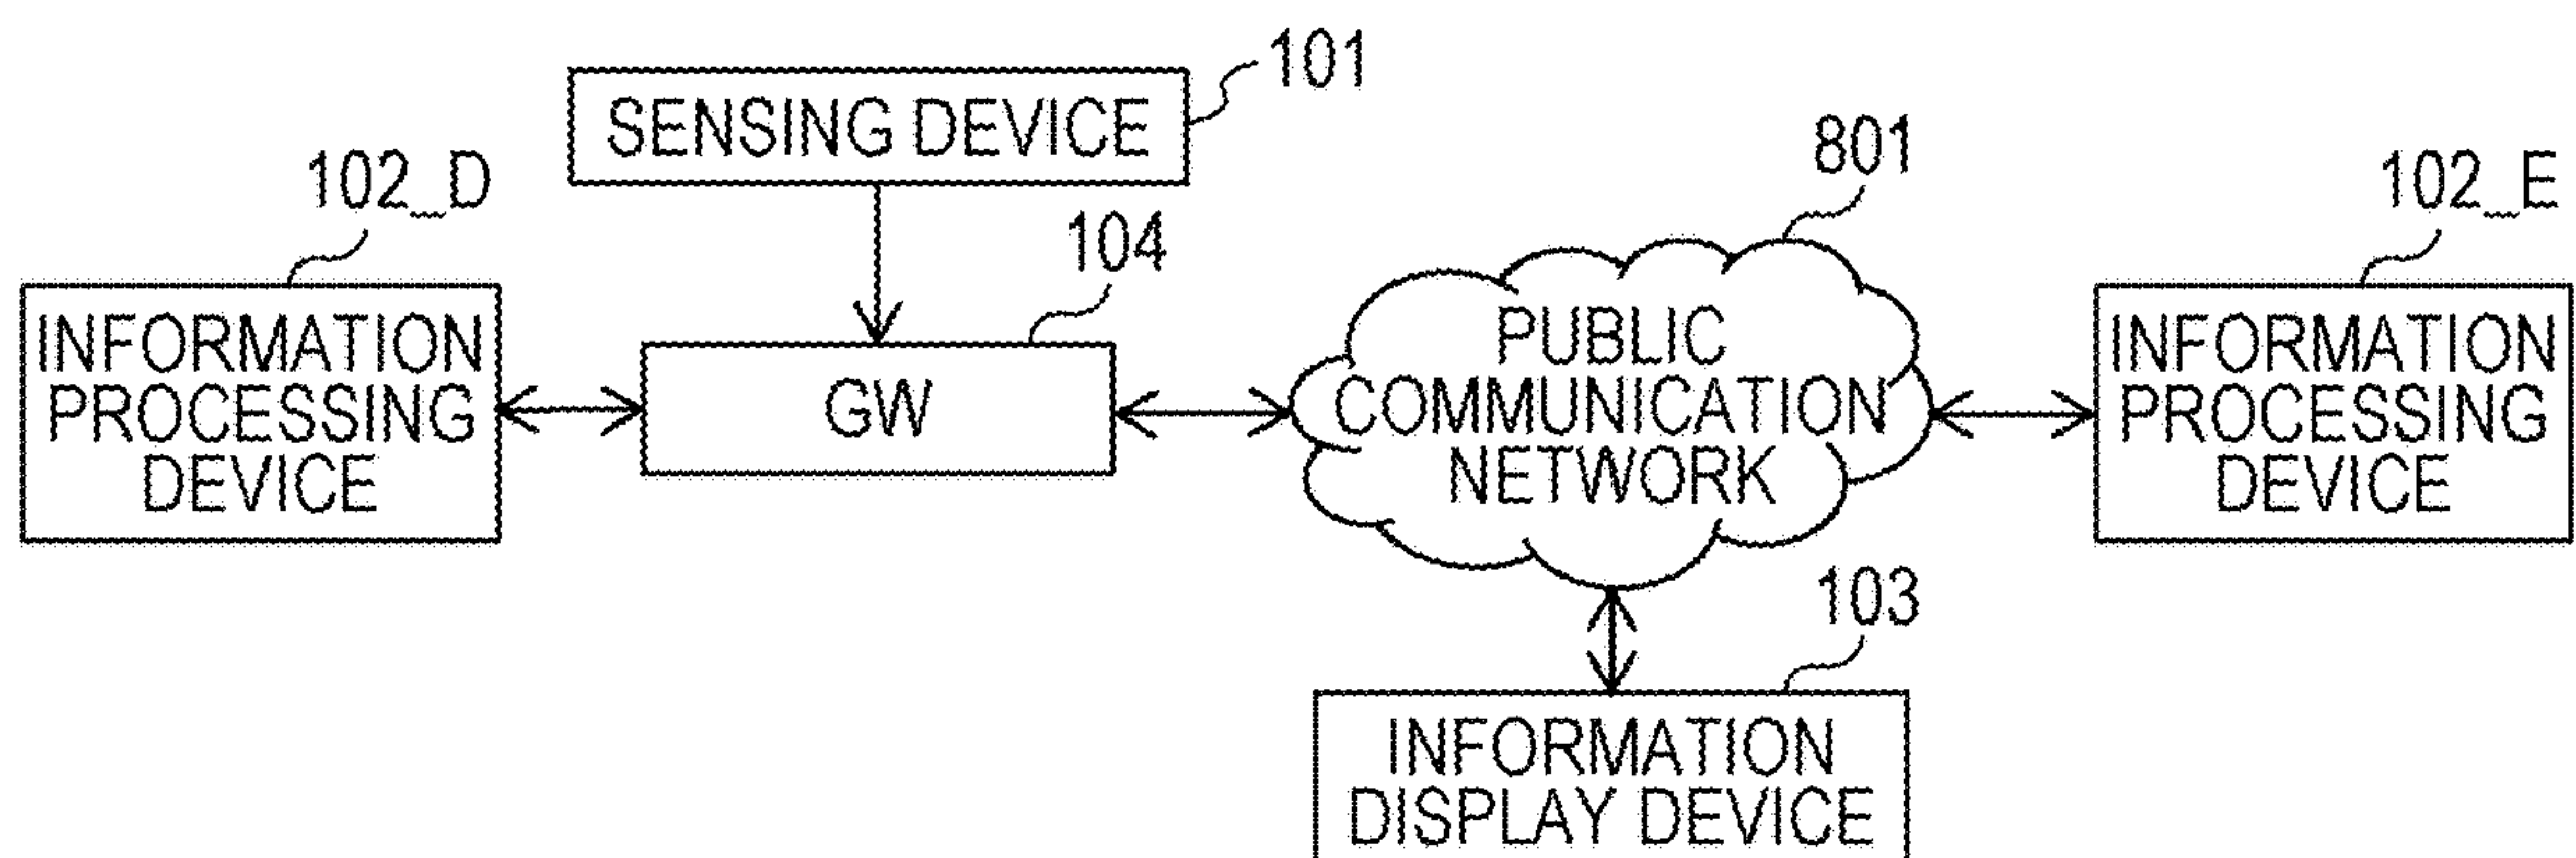 101
SENSING DEVICE
102_D
104
801
102_E
INFORMATION
PROCESSING
DEVICE
GW
PUBLIC
COMMUNICATION
NETWORK
INFORMATION
PROCESSING
DEVICE
103
INFORMATION
DISPLAY DEVICE